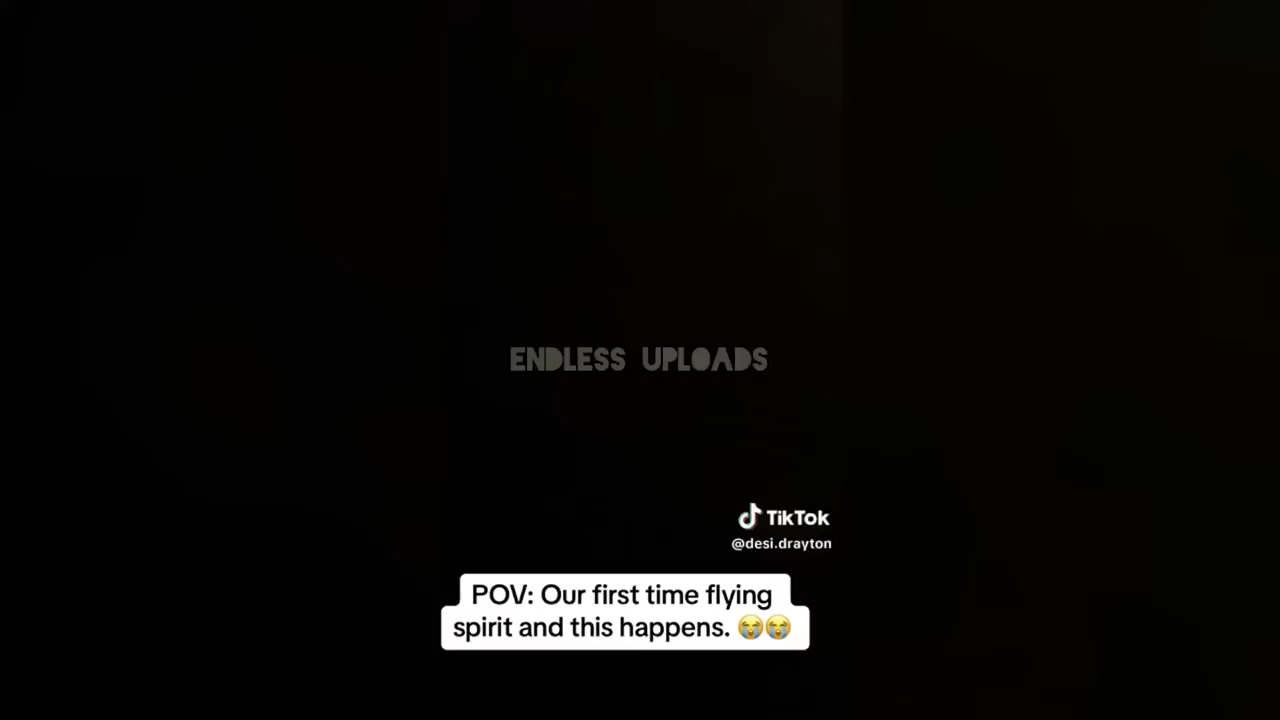 ENDLESS UPLOADS
TikTok
@desi.drayton
POV: Our first time flying
spirit and this happens. 😭😭